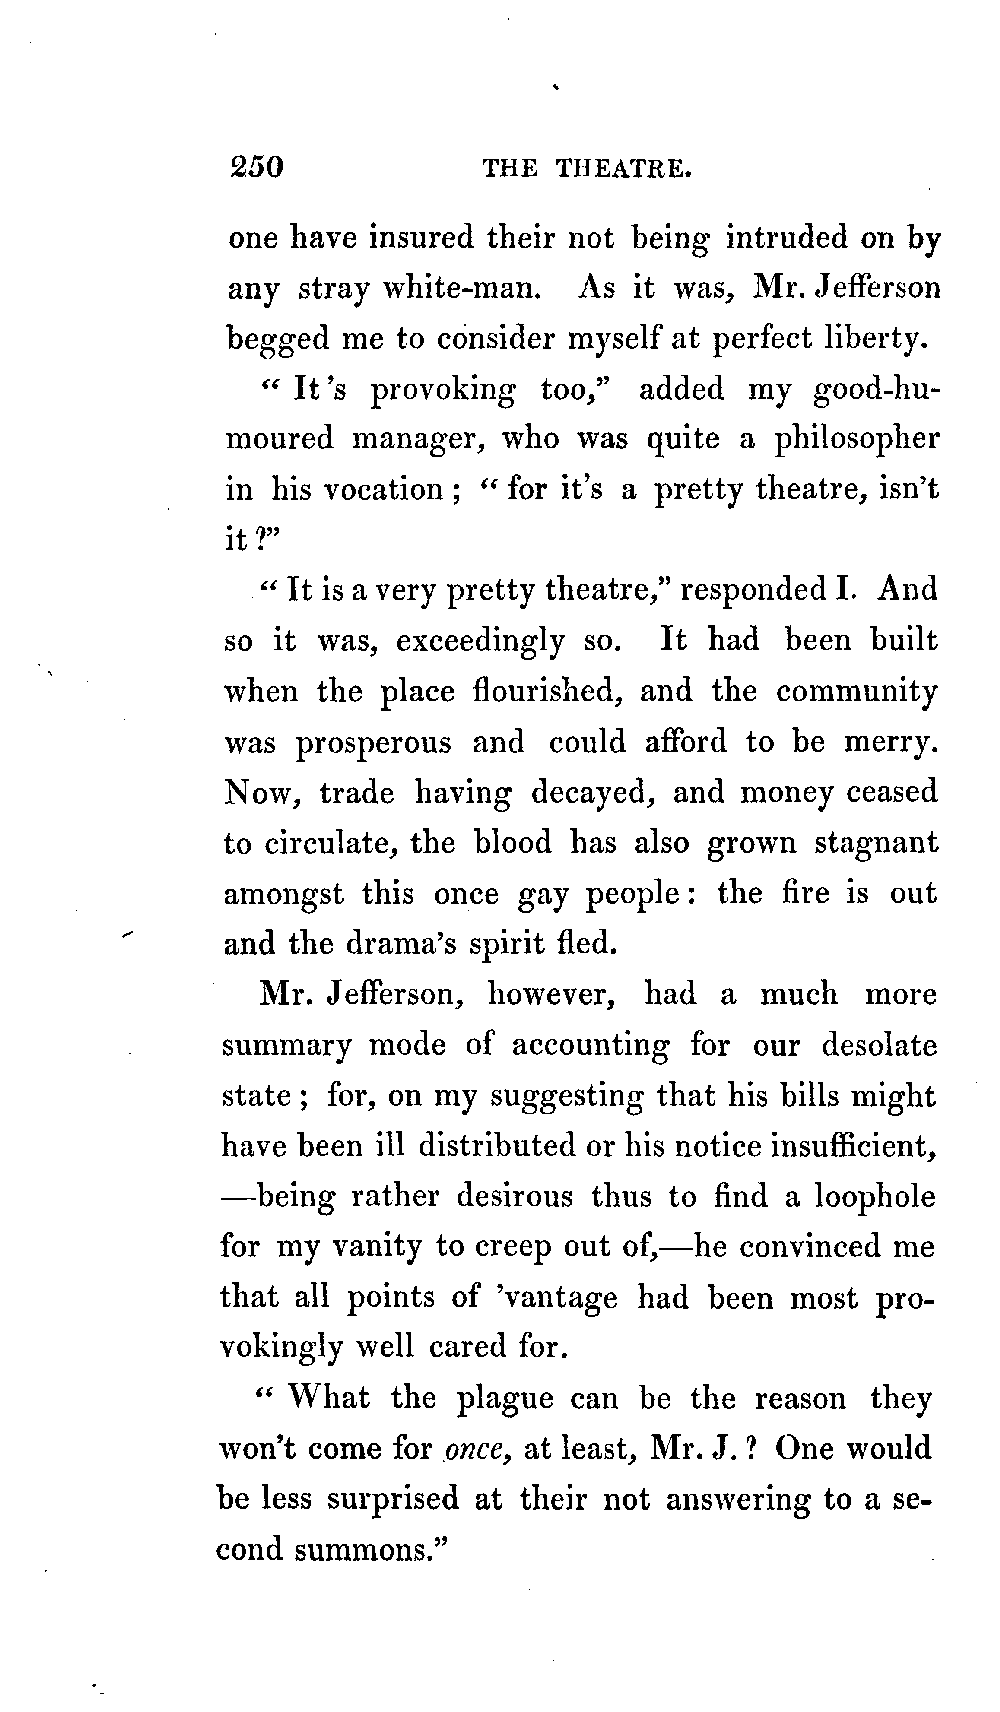 250 THE THEATRE.
one have insured their not being intruded on by
any stray white-man. As it was, Mr. Jefferson
begged me to consider myself at perfect liberty.
“ It 's provoking too,” added my good-hu-
moured manager, who was quite a philosopher
in his vocation ; “ for it's a pretty theatre, isn't
it ?”
“ It is a very pretty theatre,” responded I. And
so it was, exceedingly so. It had been built
when the place flourished, and the community
was prosperous and could afford to be merry.
Now, trade having decayed, and money ceased
to circulate, the blood has also grown stagnant
amongst this once gay people : the fire is out
and the drama's spirit fled.
Mr. Jefferson, however, had a much more
summary mode of accounting for our desolate
state ; for, on my suggesting that his bills might
have been ill distributed or his notice insufficient,
—being rather desirous thus to find a loophole
for my vanity to creep out of,—he convinced me
that all points of 'vantage had been most pro-
vokingly well cared for.
“ What the plague can be the reason they
won't come for once, at least, Mr. J. ? One would
be less surprised at their not answering to a se-
cond summons.”